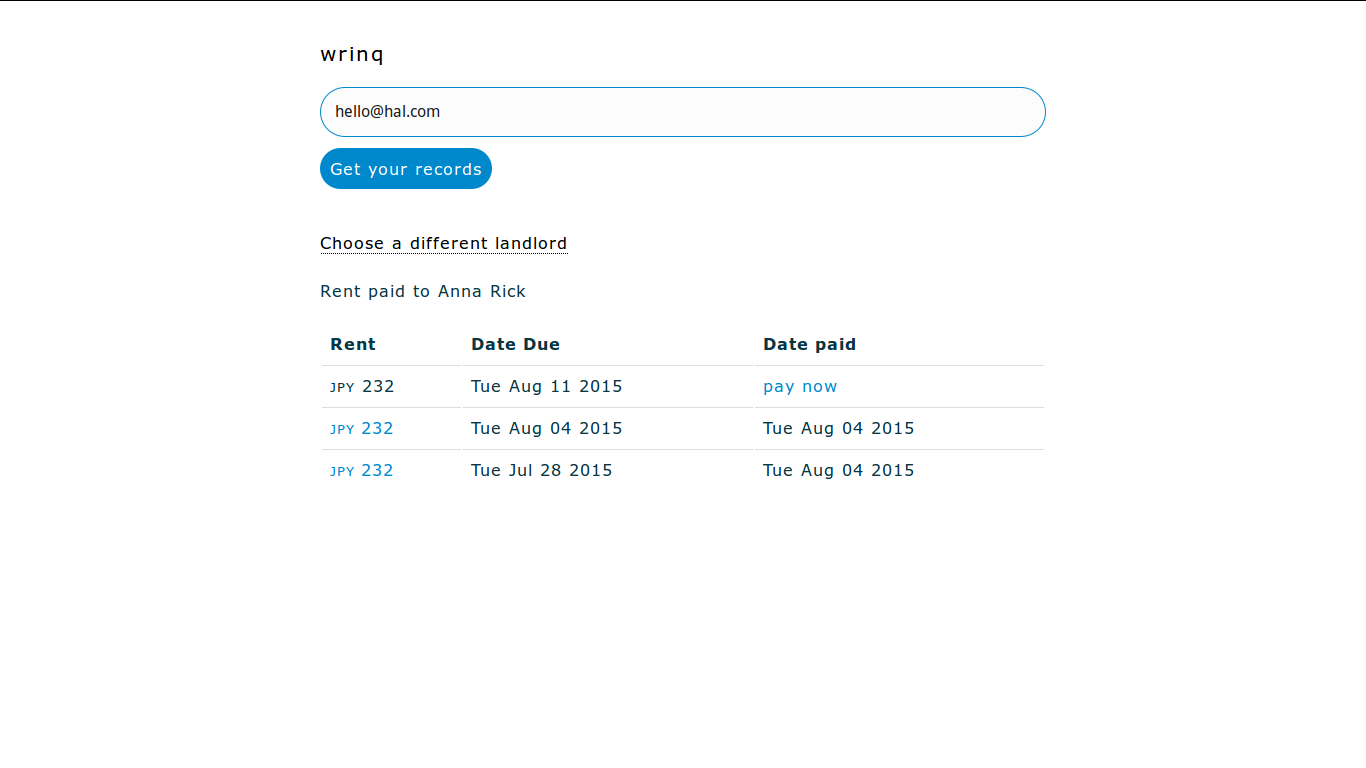 wrinq
hello@hal.com
Get your records
Choose a different landlord
Rent paid to Anna Rick
Rent Date Due Date paid
JPY 232 Tue Aug 11 2015 pay now
JPY 232 Tue Aug 04 2015 Tue Aug 04 2015
JPY 232 Tue Jul 28 2015 Tue Aug 04 2015